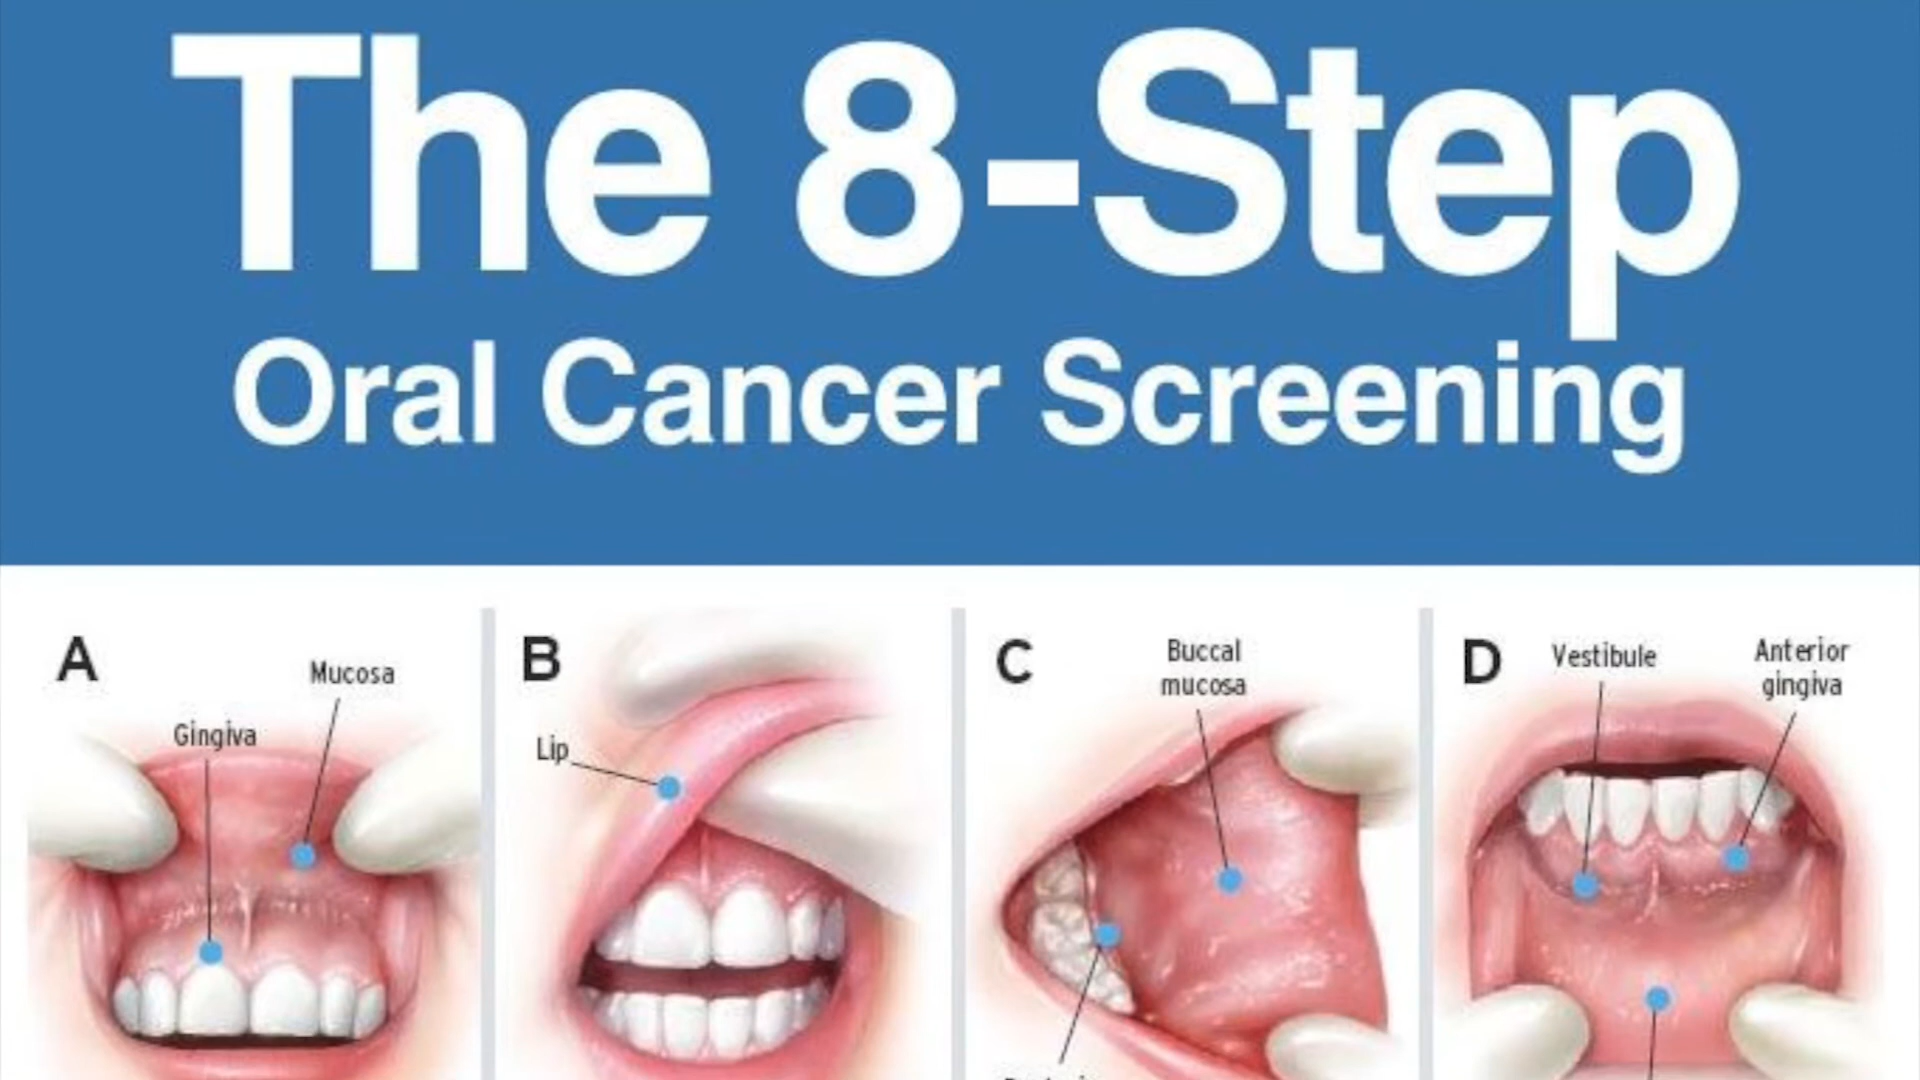 The 8-Step
Oral Cancer Screening
A
Mucosa
Gingiva
B
Lip
C
Buccal
mucosa
D
Vestibule
Anterior
gingiva